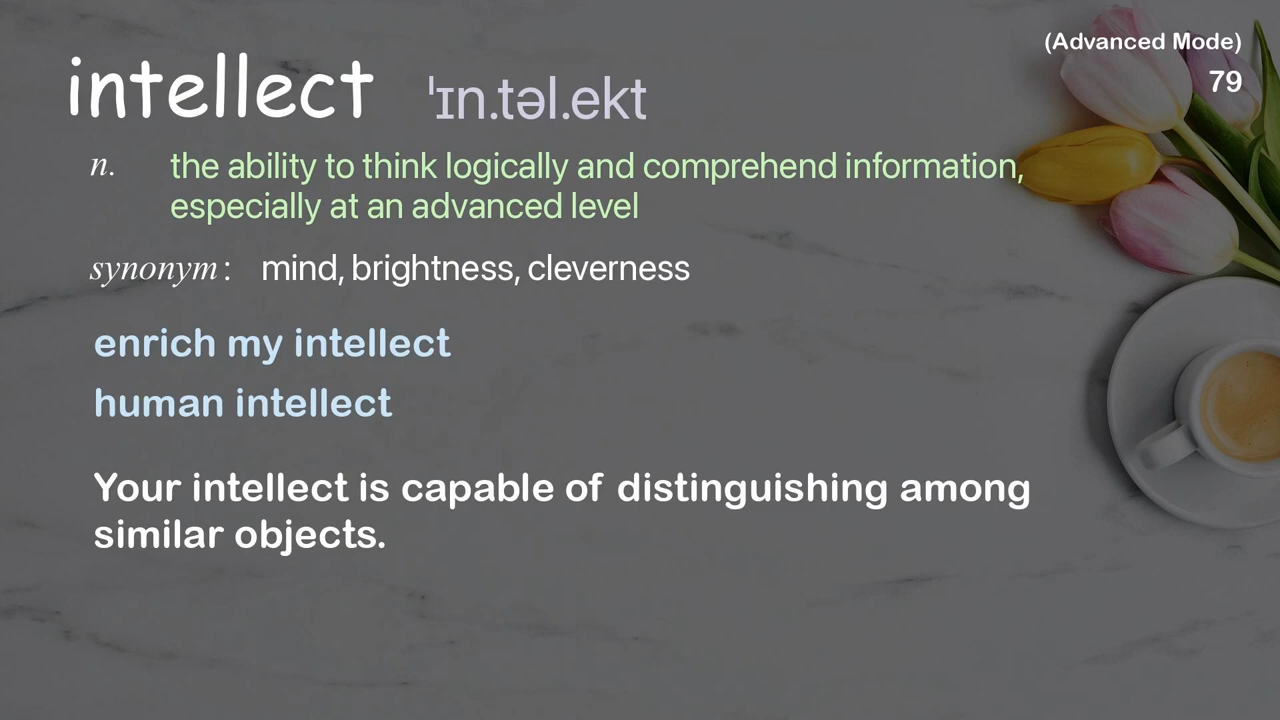 (Advanced Mode)
79
intellect ˈɪn.təl.ekt
n. the ability to think logically and comprehend information,
especially at an advanced level
synonym: mind, brightness, cleverness
enrich my intellect
human intellect
Your intellect is capable of distinguishing among
similar objects.